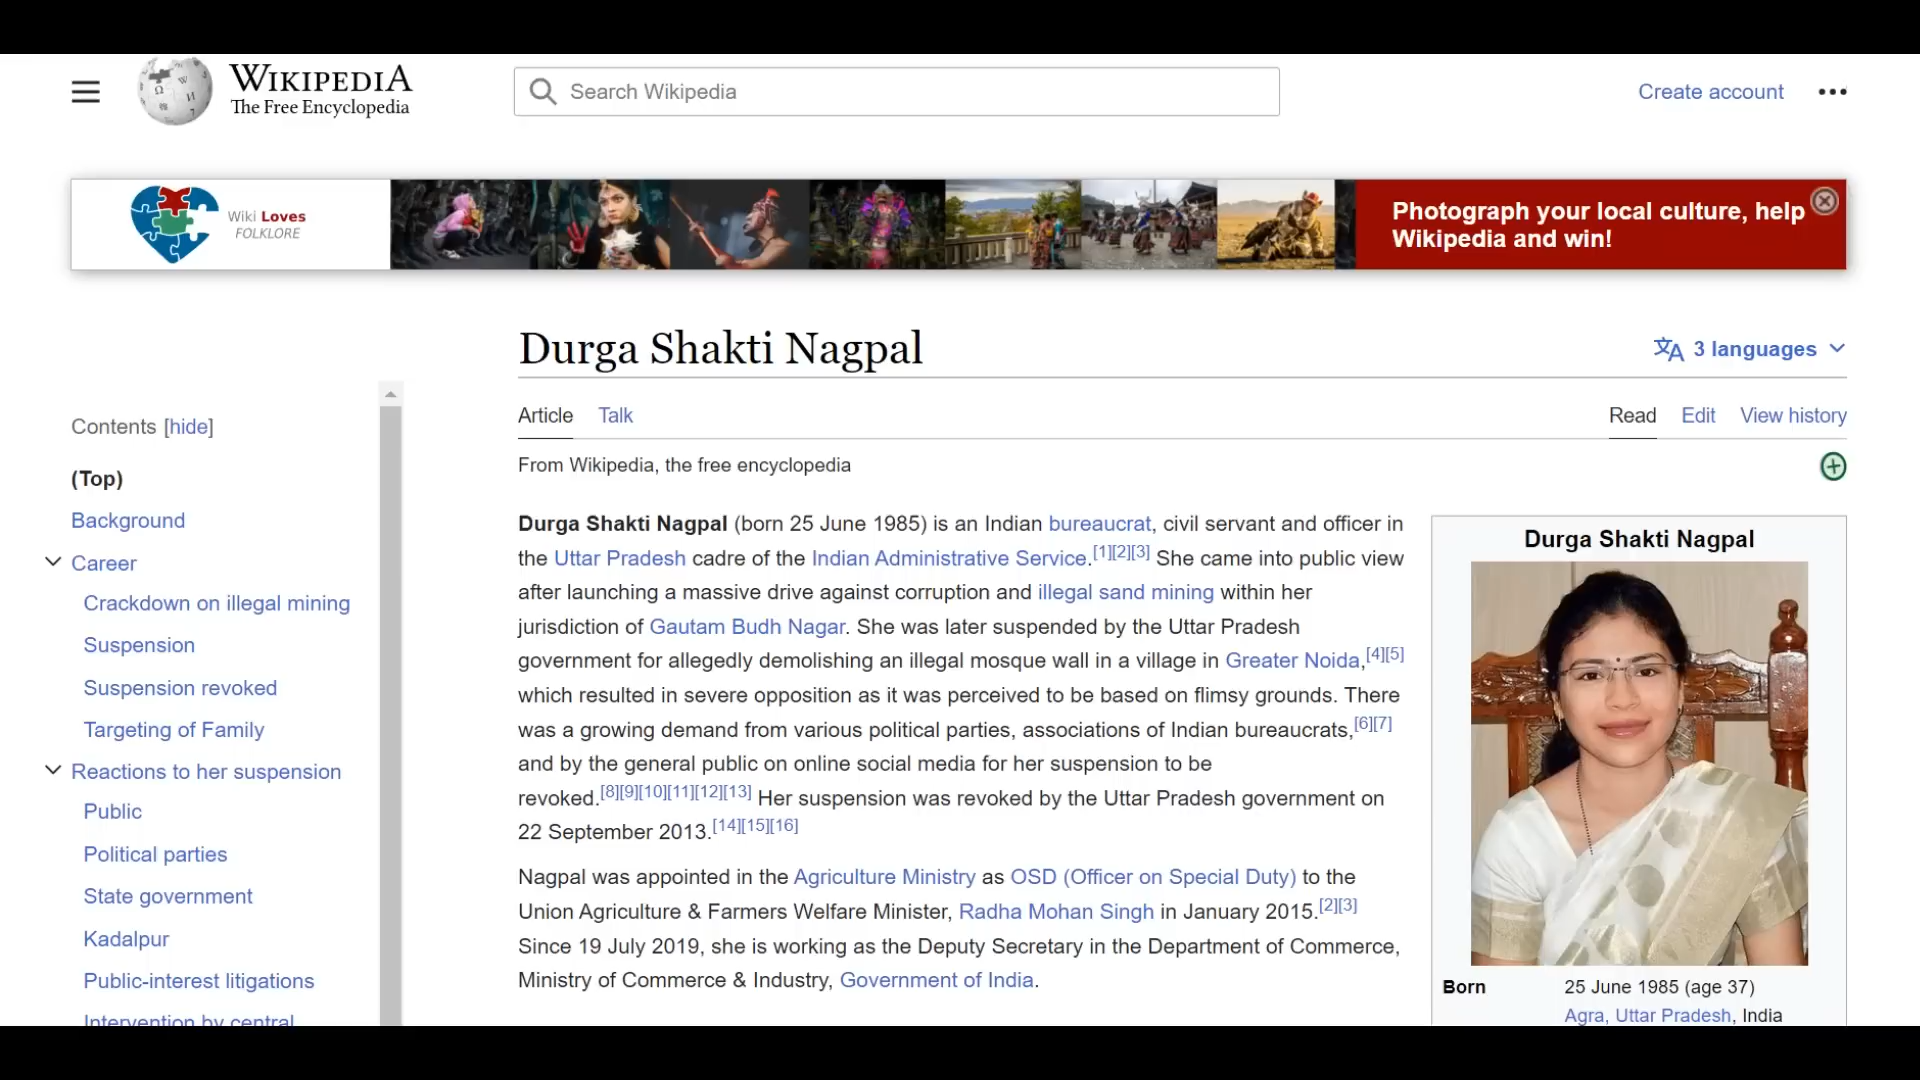 WIKIPEDIA
The Free Encyclopedia
Search Wikipedia
Create account
Wiki Loves
FOLKLORE
Photograph your local culture, help
Wikipedia and win!
Durga Shakti Nagpal
3 languages
Contents [hide]
(Top)
Background
Career
Crackdown on illegal mining
Suspension
Suspension revoked
Targeting of Family
Reactions to her suspension
Public
Political parties
State government
Kadalpur
Public-interest litigations
Intervention by central
Article Talk
Read Edit View history
From Wikipedia, the free encyclopedia
Durga Shakti Nagpal (born 25 June 1985) is an Indian bureaucrat, civil servant and officer in
the Uttar Pradesh cadre of the Indian Administrative Service.[1][2][3] She came into public view
after launching a massive drive against corruption and illegal sand mining within her
jurisdiction of Gautam Budh Nagar. She was later suspended by the Uttar Pradesh
government for allegedly demolishing an illegal mosque wall in a village in Greater Noida,[4][5]
which resulted in severe opposition as it was perceived to be based on flimsy grounds. There
was a growing demand from various political parties, associations of Indian bureaucrats,[6][7]
and by the general public on online social media for her suspension to be
revoked.[8][9][10][11][12][13] Her suspension was revoked by the Uttar Pradesh government on
22 September 2013.[14][15][16]
Nagpal was appointed in the Agriculture Ministry as OSD (Officer on Special Duty) to the
Union Agriculture & Farmers Welfare Minister, Radha Mohan Singh in January 2015.[2][3]
Since 19 July 2019, she is working as the Deputy Secretary in the Department of Commerce,
Ministry of Commerce & Industry, Government of India.
Durga Shakti Nagpal
Born 25 June 1985 (age 37)
Agra, Uttar Pradesh, India